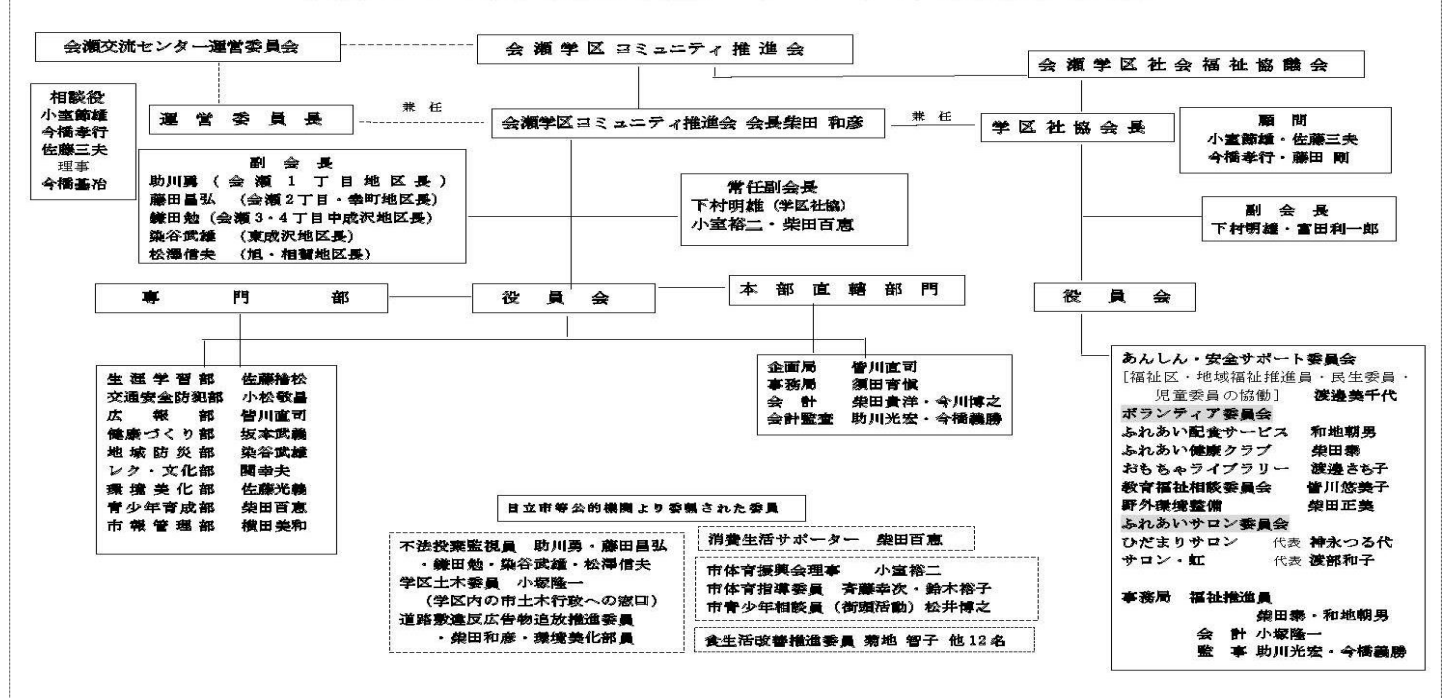 会瀬交流センター運営委員会
会瀬学区コミュニティ推進会
会瀬学区社会福祉協議会
相談役
小室節雄
今橋孝行
佐藤三夫
理事
今橋基治
運営委員長
兼任
会瀬学区コミュニティ推進会 会長柴田 和彦
兼任
学区社協会長
顧問
小室節雄・佐藤三夫
今橋孝行・藤田 剛
副会長
助川勇(会瀬1丁目地区長)
藤田昌弘 (会瀬2丁目・幸町地区長)
鎌田勉(会瀬3・4丁目中成沢地区長)
染谷武雄 (東成沢地区長)
松澤信夫 (旭・相賀地区長)
常任副会長
下村明雄(学区社協)
小室裕二・柴田百恵
副会長
下村明雄・富田利一郎
専門部
役員会
本部直轄部門
役員会
生涯学習部 佐藤捨松
交通安全防犯部 小松敬昌
広報部 皆川直司
健康づくり部 坂本武義
地域防災部 染谷武雄
レク・文化部 関幸夫
環境美化部 佐藤光義
青少年育成部 柴田百恵
市報管理部 横田美和
企画局 皆川直司
事務局 須田育慎
会計 柴田貴洋・今川博之
会計監査 助川光宏・今橋義勝
あんしん・安全サポート委員会
[福祉区・地域福祉推進員・民生委員・
児童委員の協働] 渡邊美千代
ボランティア委員会
ふれあい配食サービス 和地朝男
ふれあい健康クラブ 柴田泰
おもちゃライブラリー 渡邉さち子
教育福祉相談委員会 皆川悠美子
野外環境整備 柴田正美
ふれあいサロン委員会
ひだまりサロン 代表 神永つる代
サロン・虹 代表 渡部和子
事務局 福祉推進員
柴田泰・和地朝男
会計 小塚隆一
監事 助川光宏・今橋義勝
日立市等公的機関より委嘱された委員
不法投棄監視員 助川勇・藤田昌弘
・鎌田勉・染谷武雄・松澤信夫
学区土木委員 小塚隆一
(学区内の市土木行政への窓口)
道路敷違反広告物追放推進委員
・柴田和彦・環境美化部員
消費生活サポーター 柴田百恵
市体育振興会理事 小室裕二
市体育指導委員 斉藤幸次・鈴木裕子
市青少年相談員(街頭活動)松井博之
食生活改善推進委員 菊地 智子 他12名